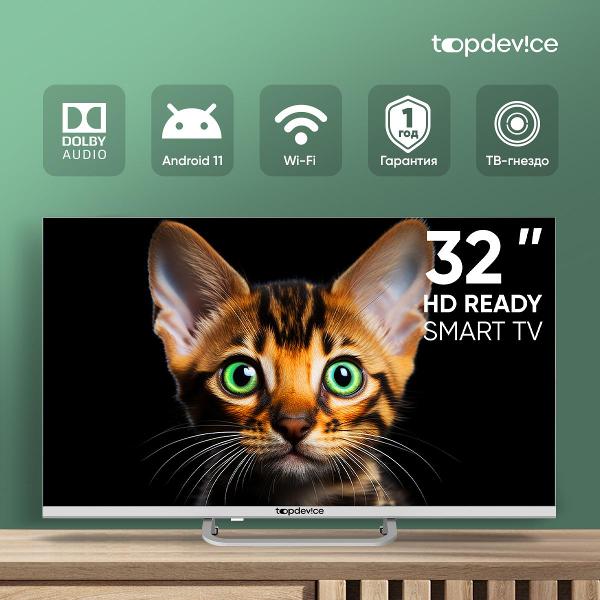 topdevice
DOLBY
AUDIO
Android 11
Wi-Fi
1
год
Гарантия
ТВ-гнездо
32"
HD READY
SMART TV
topdevice